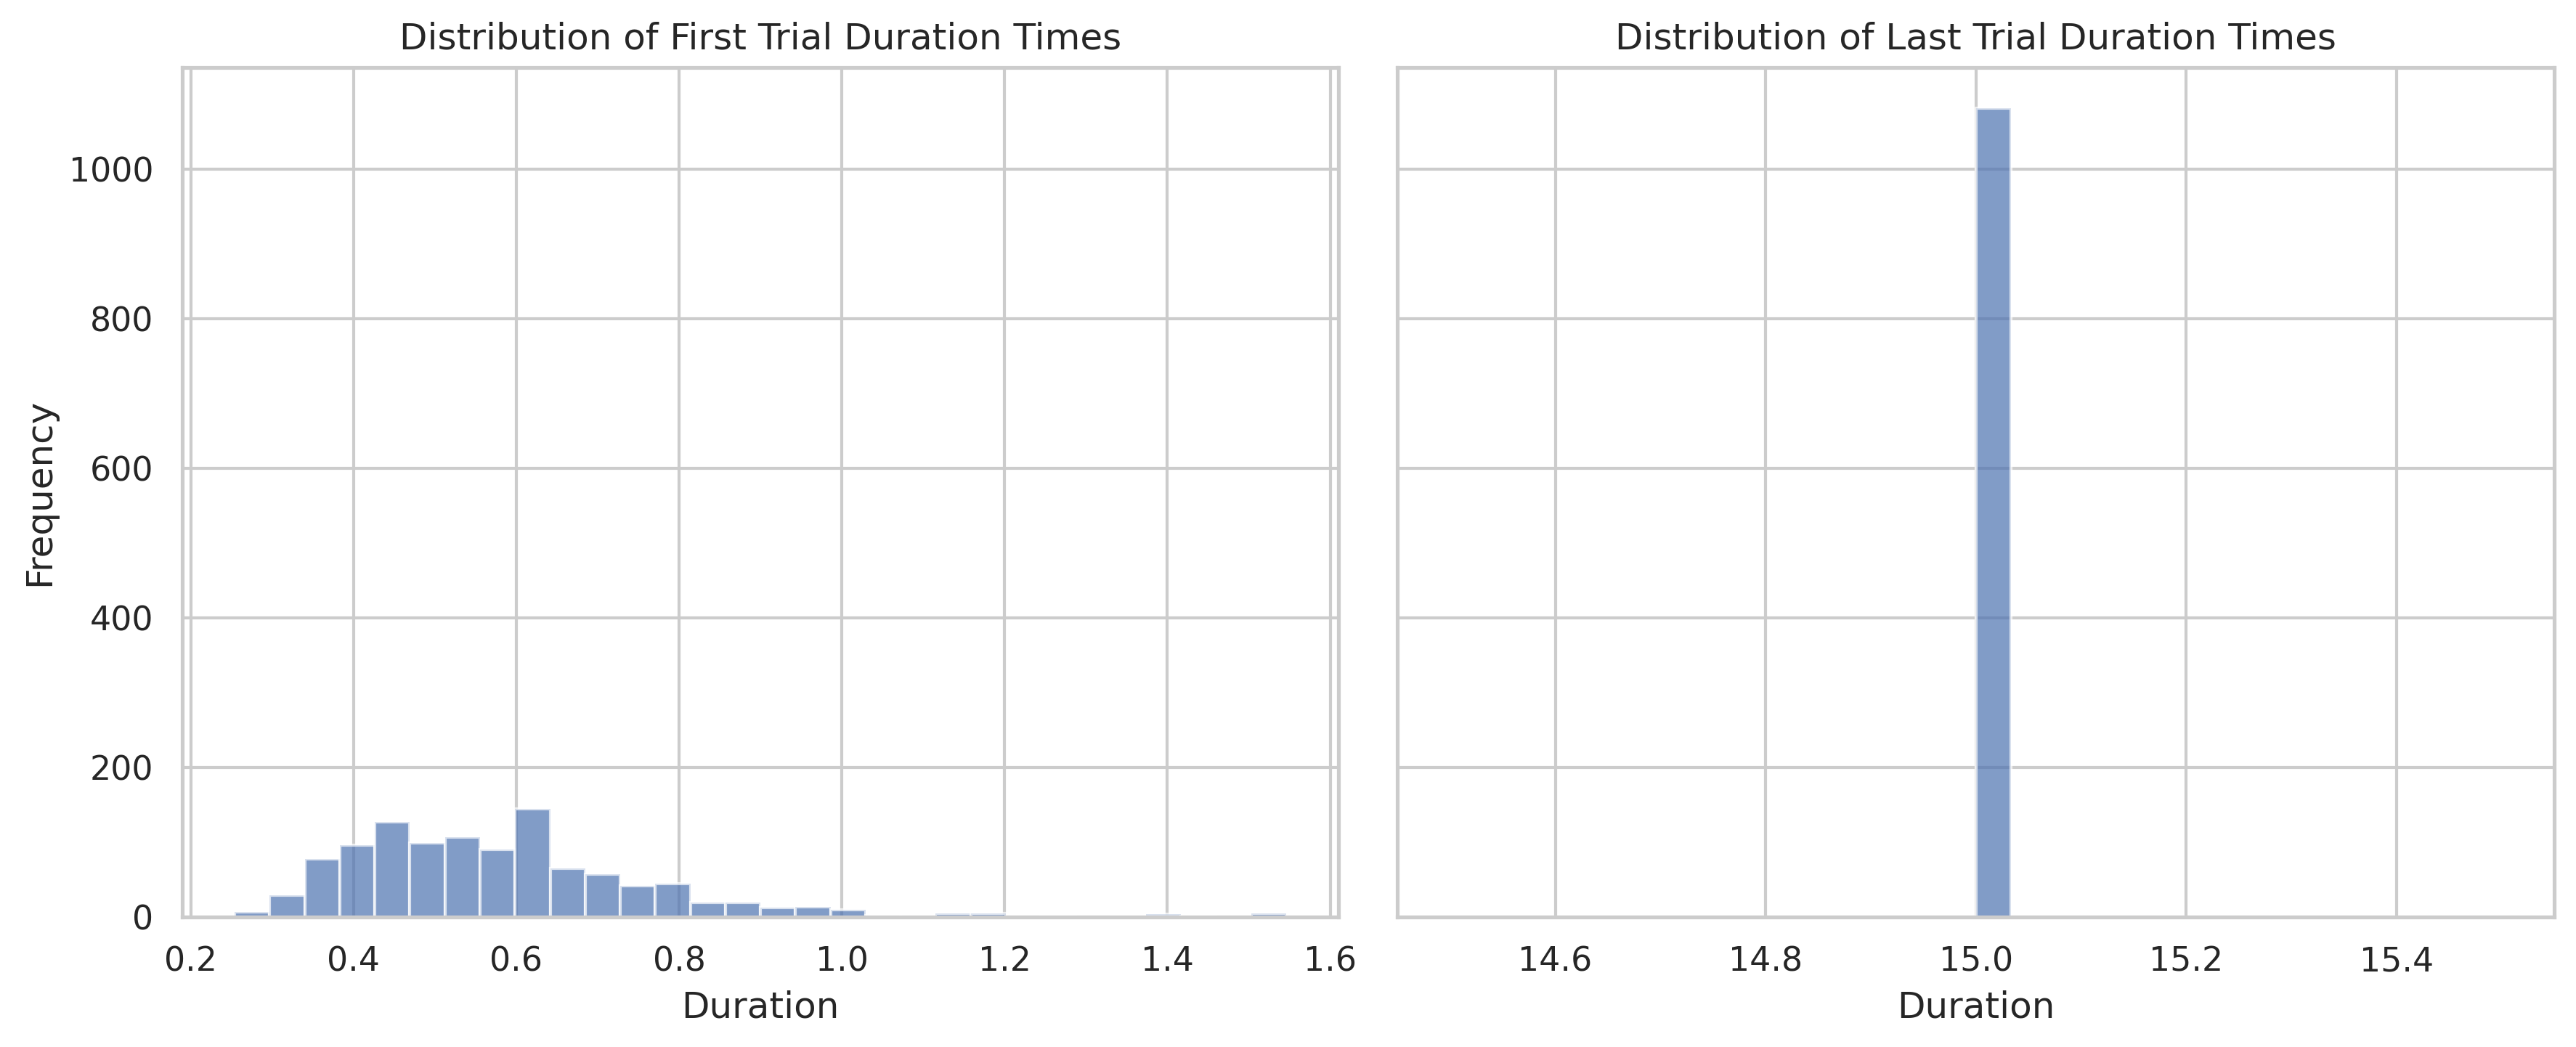 Distribution of First Trial Duration Times
Distribution of Last Trial Duration Times
Frequency
1000
800
600
400
200
0
0.2 0.4 0.6 0.8 1.0 1.2 1.4 1.6
Duration
14.6 14.8 15.0 15.2 15.4
Duration